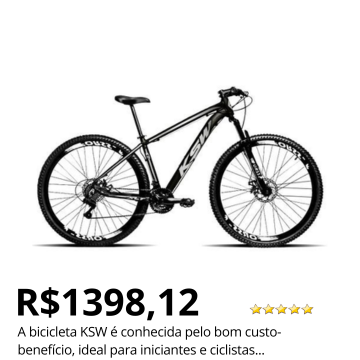 KSW
R$1398,12
A bicicleta KSW é conhecida pelo bom custo-
benefício, ideal para iniciantes e ciclistas...